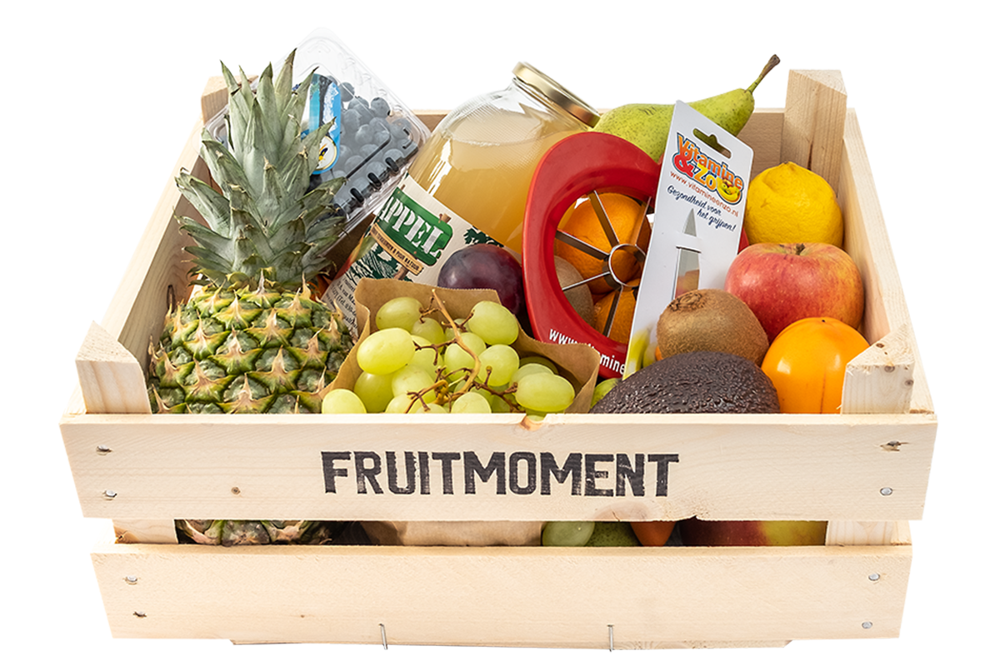 Vitamine
& Zo
www.vitamineenzo.nl
Gezondheid voor
het grijpen!
APPEL
FRUITMOMENT